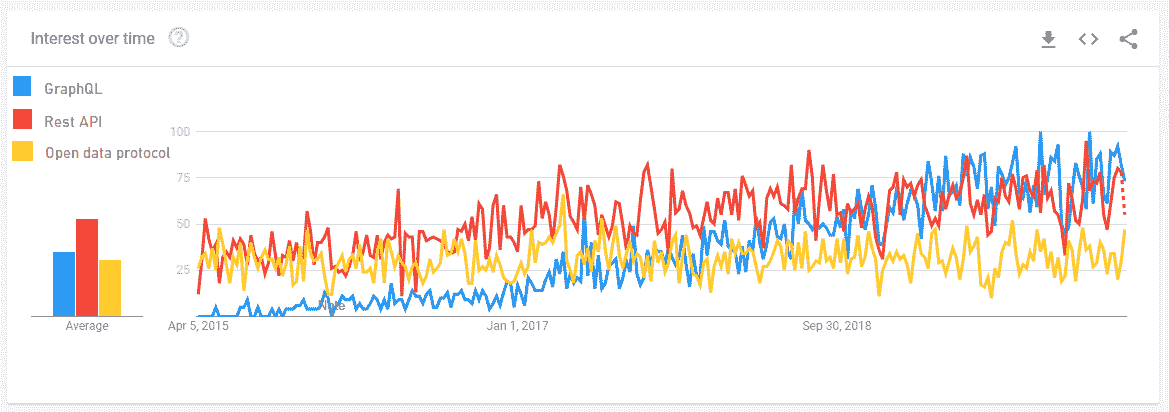 Interest over time ?
GraphQL
Rest API
Open data protocol
100
75
50
25
Note
Average
Apr 5, 2015
Jan 1, 2017
Sep 30, 2018